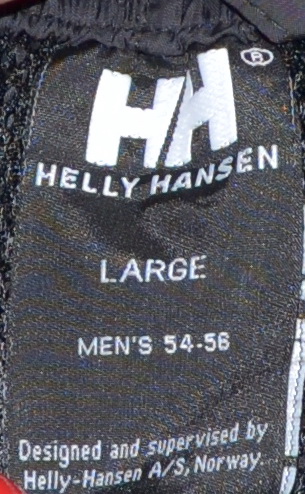 HH ®
HELLY HANSEN
LARGE
MEN'S 54-56
Designed and supervised by
Helly-Hansen A/S, Norway.